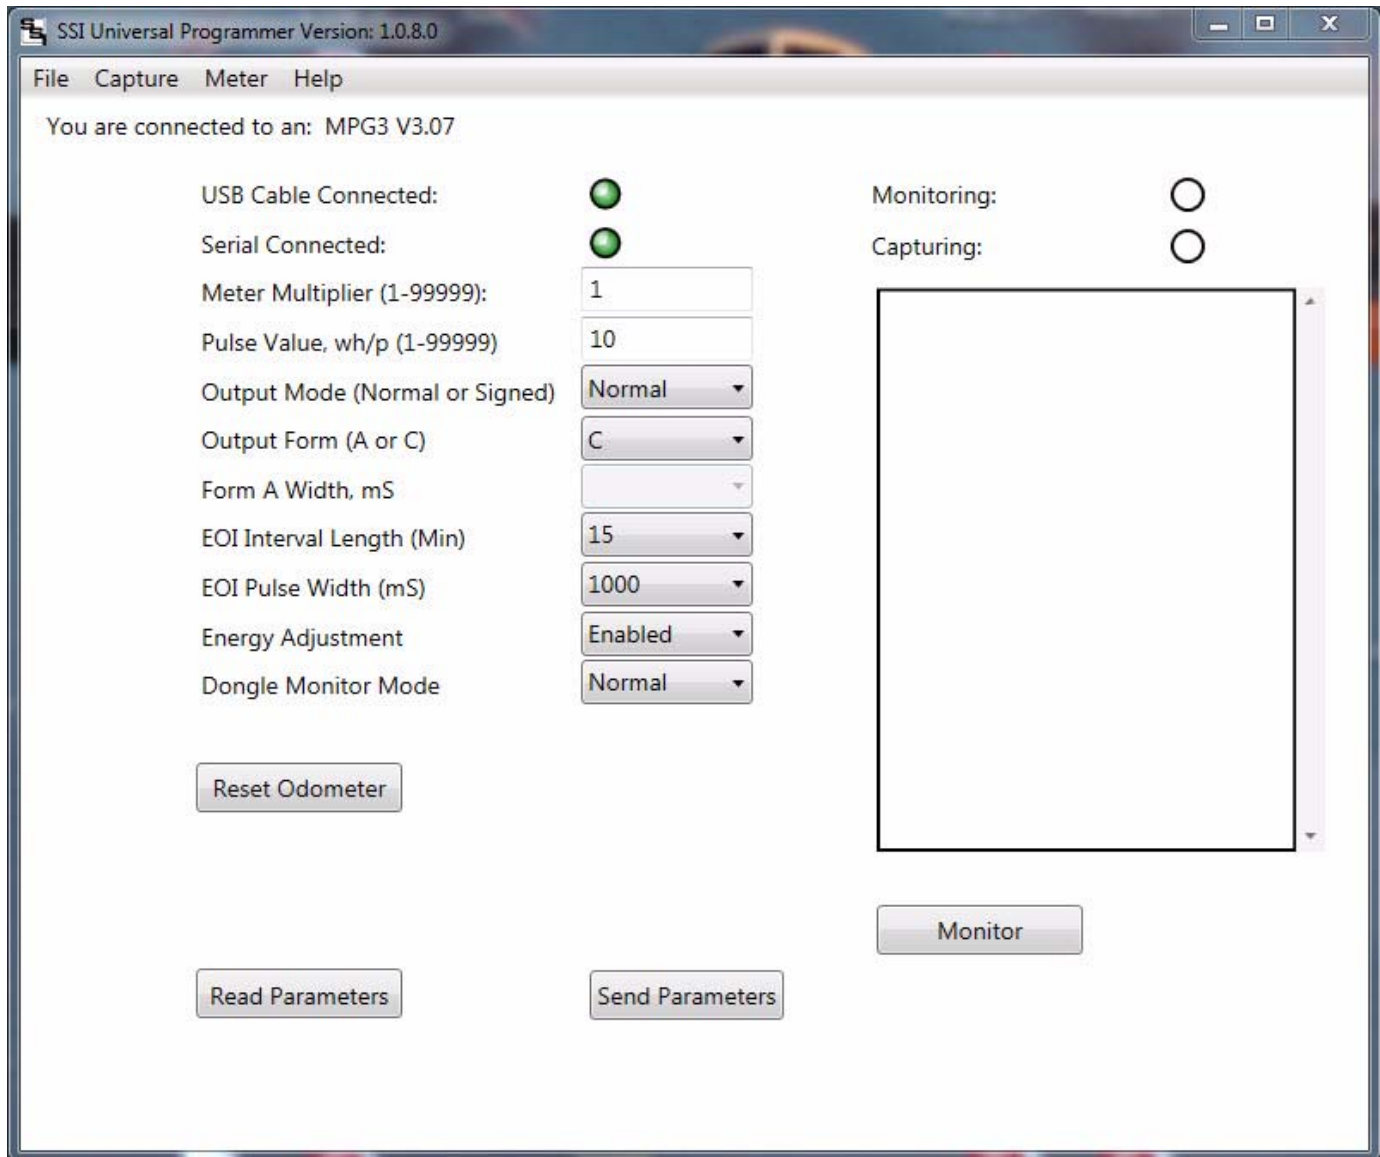 SSI Universal Programmer Version: 1.0.8.0
File Capture Meter Help
You are connected to an: MPG3 V3.07
USB Cable Connected:
Serial Connected:
Meter Multiplier (1-99999): 1
Pulse Value, wh/p (1-99999) 10
Output Mode (Normal or Signed) Normal
Output Form (A or C) C
Form A Width, mS
EOI Interval Length (Min) 15
EOI Pulse Width (mS) 1000
Energy Adjustment Enabled
Dongle Monitor Mode Normal
Reset Odometer
Read Parameters
Send Parameters
Monitoring:
Capturing:
Monitor